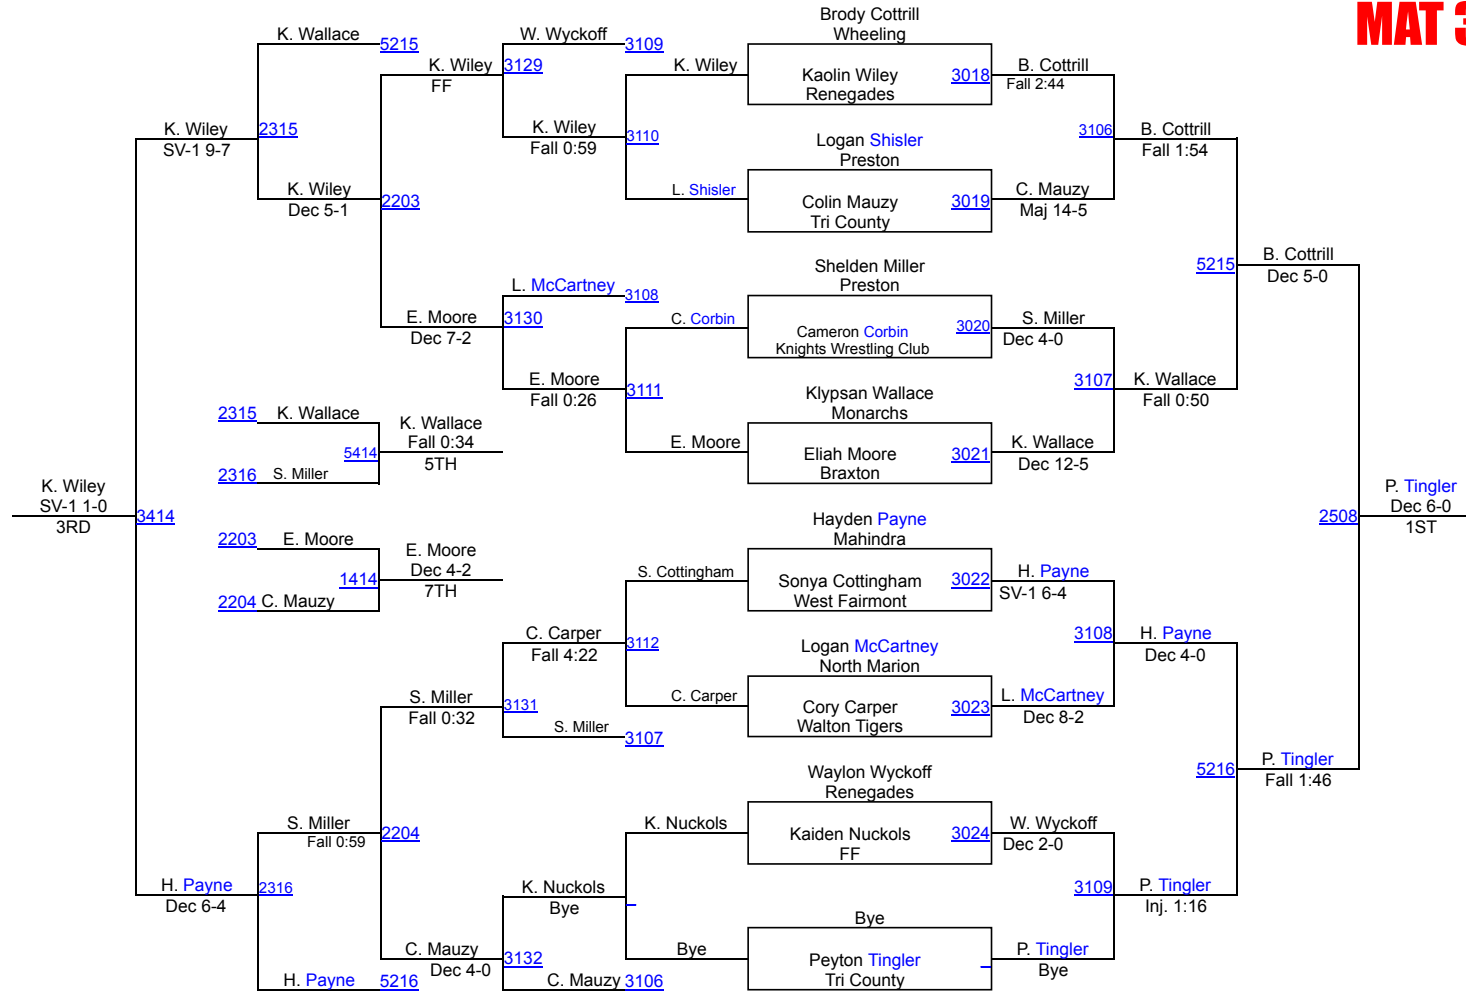 MAT 3
Brody Cottrill
Wheeling
K. Wallace 5215
W. Wyckoff 3109
K. Wiley
FF
3129
K. Wiley
Kaolin Wiley
Renegades
3018
B. Cottrill
Fall 2:44
K. Wiley
SV-1 9-7
2315
K. Wiley
Fall 0:59
3110
Logan Shisler
Preston
3106
B. Cottrill
Fall 1:54
K. Wiley
Dec 5-1
2203
L. Shisler
Colin Mauzy
Tri County
3019
C. Mauzy
Maj 14-5
Shelden Miller
Preston
5215
B. Cottrill
Dec 5-0
L. McCartney 3108
E. Moore
Dec 7-2
3130
C. Corbin
Cameron Corbin
Knights Wrestling Club
3020
S. Miller
Dec 4-0
E. Moore
Fall 0:26
3111
Klypsan Wallace
Monarchs
3107
K. Wallace
Fall 0:50
2315 K. Wallace
K. Wallace
Fall 0:34
5TH
5414
2316 S. Miller
E. Moore
Eliah Moore
Braxton
3021
K. Wallace
Dec 12-5
K. Wiley
SV-1 1-0
3RD
3414
2508
P. Tingler
Dec 6-0
1ST
2203 E. Moore
E. Moore
Dec 4-2
7TH
1414
2204 C. Mauzy
Hayden Payne
Mahindra
S. Cottingham
Sonya Cottingham
West Fairmont
3022
H. Payne
SV-1 6-4
C. Carper
Fall 4:22
3112
Logan McCartney
North Marion
3108
H. Payne
Dec 4-0
S. Miller
Fall 0:32
3131
C. Carper
Cory Carper
Walton Tigers
3023
L. McCartney
Dec 8-2
S. Miller 3107
Waylon Wyckoff
Renegades
5216
P. Tingler
Fall 1:46
S. Miller
Fall 0:59
2204
K. Nuckols
Kaiden Nuckols
FF
3024
W. Wyckoff
Dec 2-0
H. Payne
Dec 6-4
2316
K. Nuckols
Bye
Bye
3109
P. Tingler
Inj. 1:16
C. Mauzy
Dec 4-0
3132
Bye
Peyton Tingler
Tri County
P. Tingler
Bye
H. Payne 5216
C. Mauzy 3106